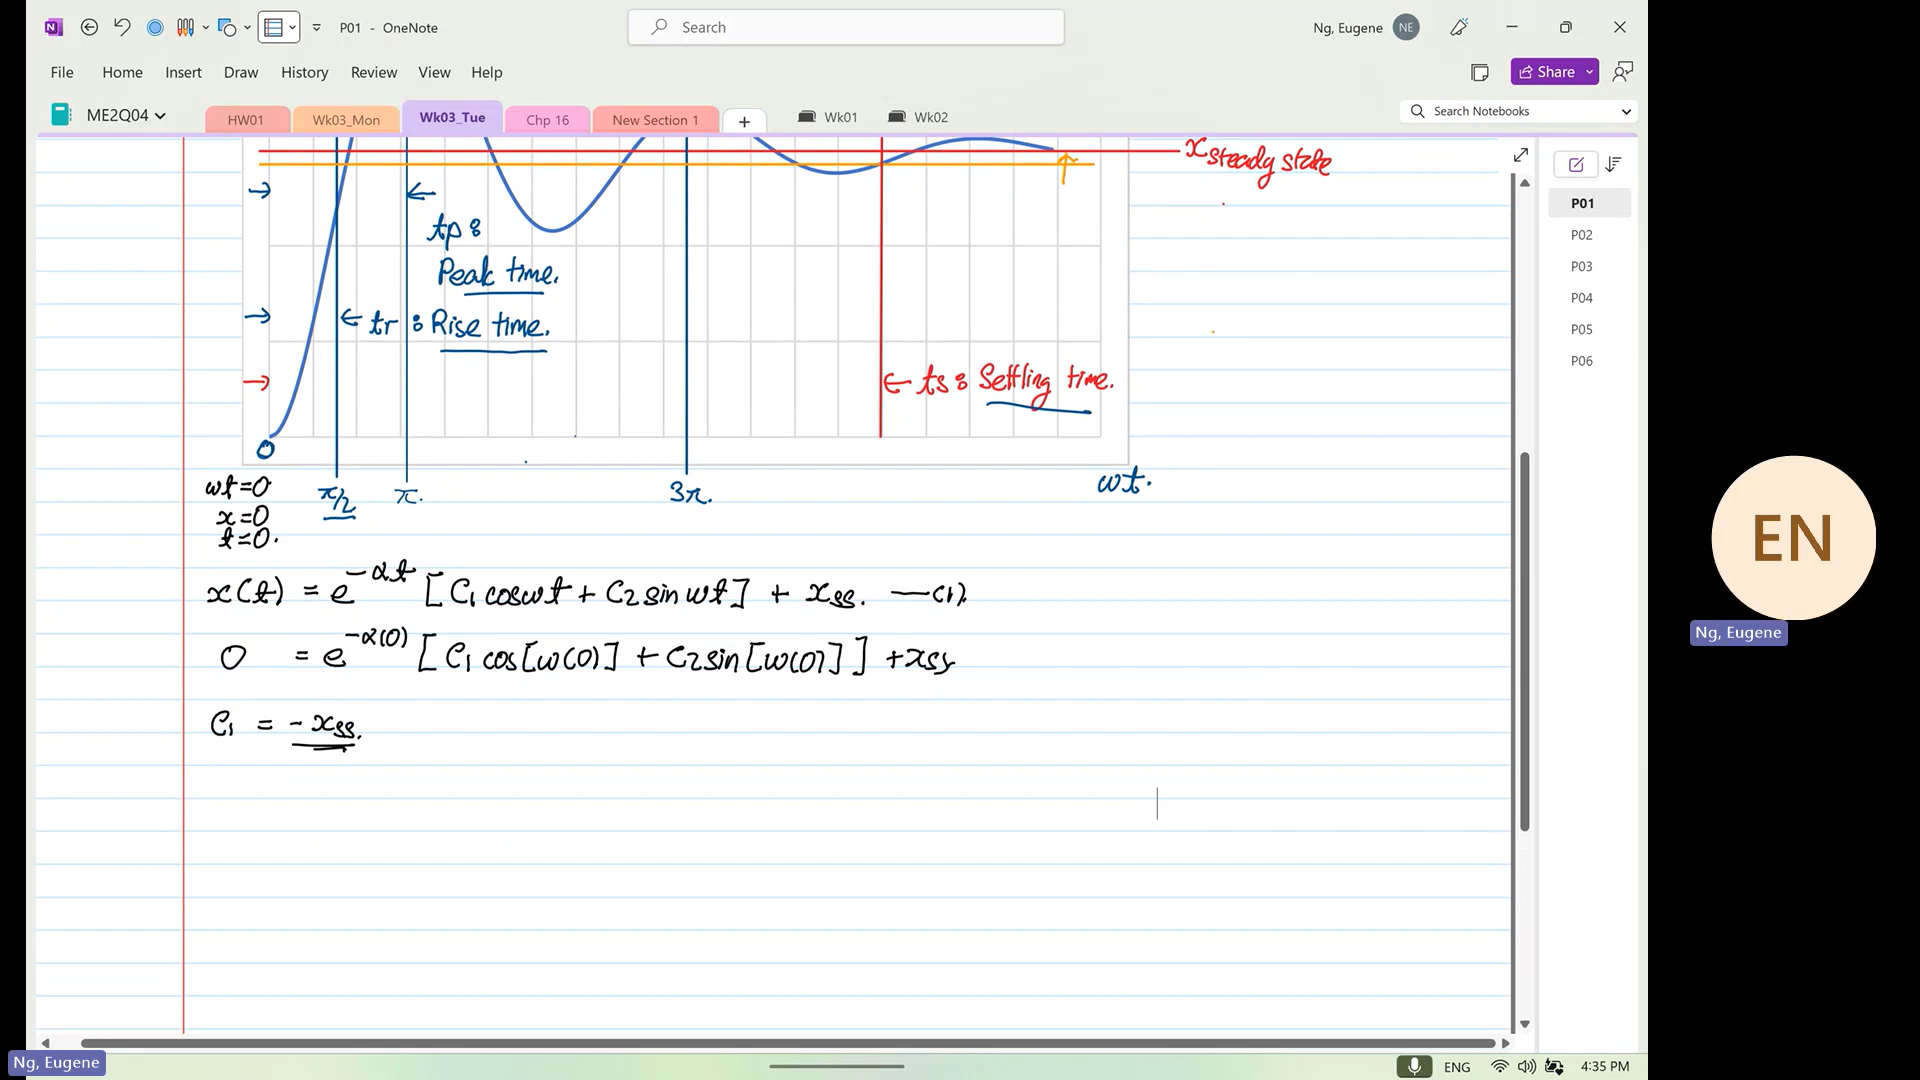 P01 - OneNote
Search
Ng, Eugene
NE
File Home Insert Draw History Review View Help
Share
ME2Q04
HW01
Wk03_Mon
Wk03_Tue
Chp 16
New Section 1
+
Wk01
Wk02
Search Notebooks
P01
P02
P03
P04
P05
P06
x steady state
tp:
Peak time.
tr : Rise time.
ts: Settling time.
0
ωt=0
x=0
t=0.
π/2
π.
3π.
ωt.
x(t) = e^-αt [C1 cosωt + C2 sin ωt] + xss. —(1).
0 = e^-α(0) [C1 cos[ω(0)] + C2 sin[ω(0)]] + xss
C1 = - xss.
EN
Ng, Eugene
Ng, Eugene
ENG
4:35 PM